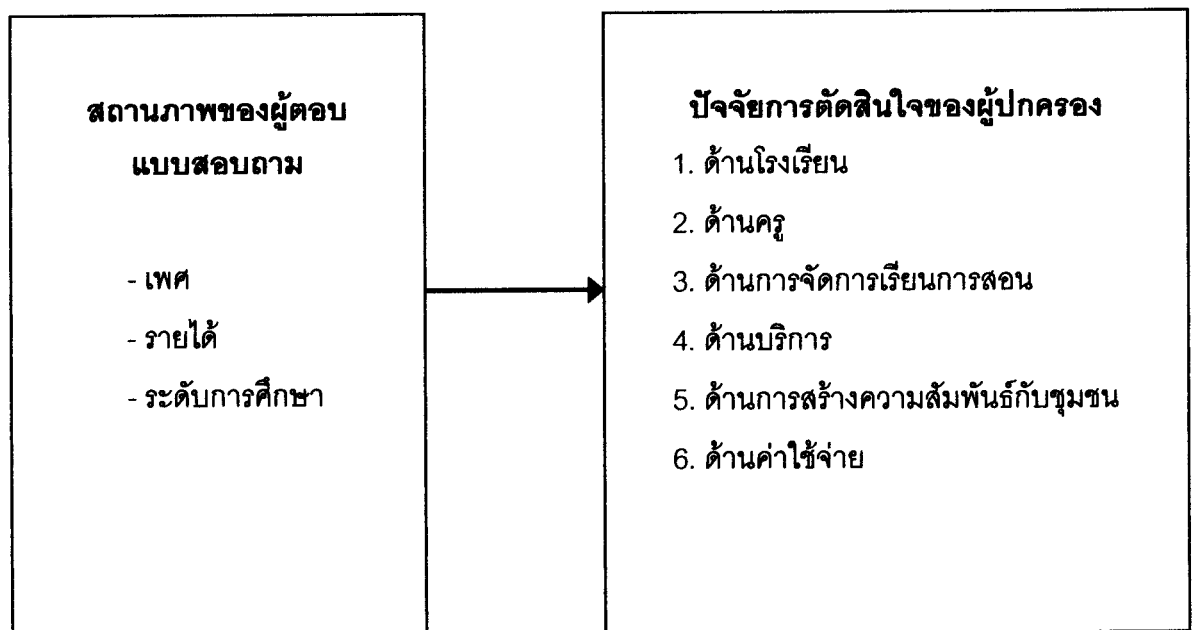 สถานภาพของผู้ตอบ
แบบสอบถาม
- เพศ
- รายได้
- ระดับการศึกษา
ปัจจัยการตัดสินใจของผู้ปกครอง
1. ด้านโรงเรียน
2. ด้านครู
3. ด้านการจัดการเรียนการสอน
4. ด้านบริการ
5. ด้านการสร้างความสัมพันธ์กับชุมชน
6. ด้านค่าใช้จ่าย